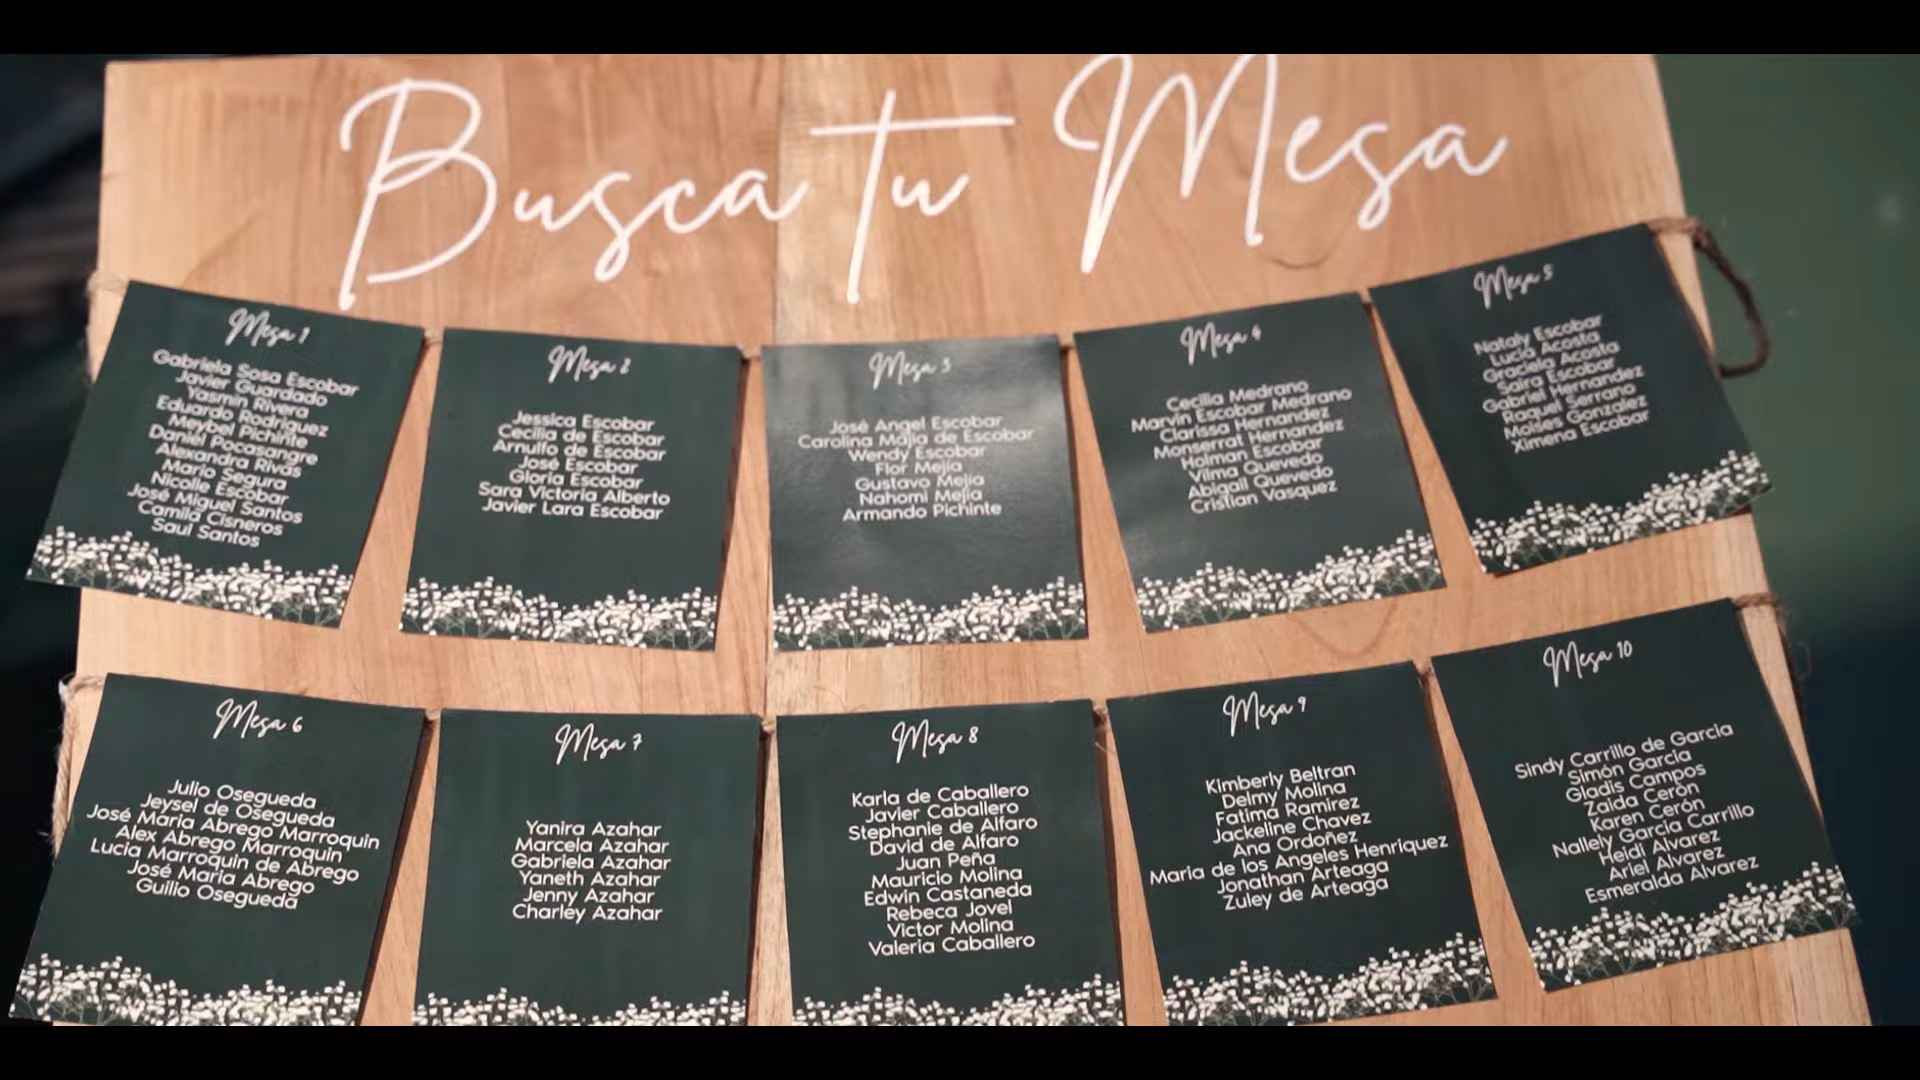 Busca tu Mesa
Mesa 1
Gabriela Sosa Escobar
Javier Guardado
Yasmin Rivera
Eduardo Rodriguez
Meybel Pichinte
Daniel Pocasangre
Alexandra Rivas
Mario Segura
Nicolle Escobar
José Miguel Santos
Camila Cisneros
Saul Santos
Mesa 2
Jessica Escobar
Cecilia de Escobar
Arnulfo de Escobar
José Escobar
Gloria Escobar
Sara Victoria Alberto
Javier Lara Escobar
Mesa 3
José Angel Escobar
Carolina Majia de Escobar
Wendy Escobar
Flor Mejia
Gustavo Mejia
Nahomi Mejia
Armando Pichinte
Mesa 4
Cecilia Medrano
Marvin Escobar Medrano
Clarissa Hernandez
Monserrat Hernandez
Holman Escobar
Vilma Quevedo
Abigail Quevedo
Cristian Vasquez
Mesa 5
Nataly Escobar
Lucia Acosta
Graciela Acosta
Saira Escobar
Gabriel Hernandez
Raquel Serrano
Moises Gonzalez
Ximena Escobar
Mesa 6
Julio Osegueda
Jeysel de Osegueda
José Maria Abrego Marroquin
Alex Abrego Marroquin
Lucia Marroquin de Abrego
José Maria Abrego
Guilio Osegueda
Mesa 7
Yanira Azahar
Marcela Azahar
Gabriela Azahar
Yaneth Azahar
Jenny Azahar
Charley Azahar
Mesa 8
Karla de Caballero
Javier Caballero
Stephanie de Alfaro
David de Alfaro
Juan Peña
Mauricio Molina
Edwin Castaneda
Rebeca Jovel
Victor Molina
Valeria Caballero
Mesa 9
Kimberly Beltran
Delmy Molina
Fatima Ramirez
Jackeline Chavez
Ana Ordoñez
Maria de los Angeles Henriquez
Jonathan Arteaga
Zuley de Arteaga
Mesa 10
Sindy Carrillo de Garcia
Simón Garcia
Gladis Campos
Zaida Cerón
Karen Cerón
Nallely Garcia Carrillo
Heidi Alvarez
Ariel Alvarez
Esmeralda Alvarez